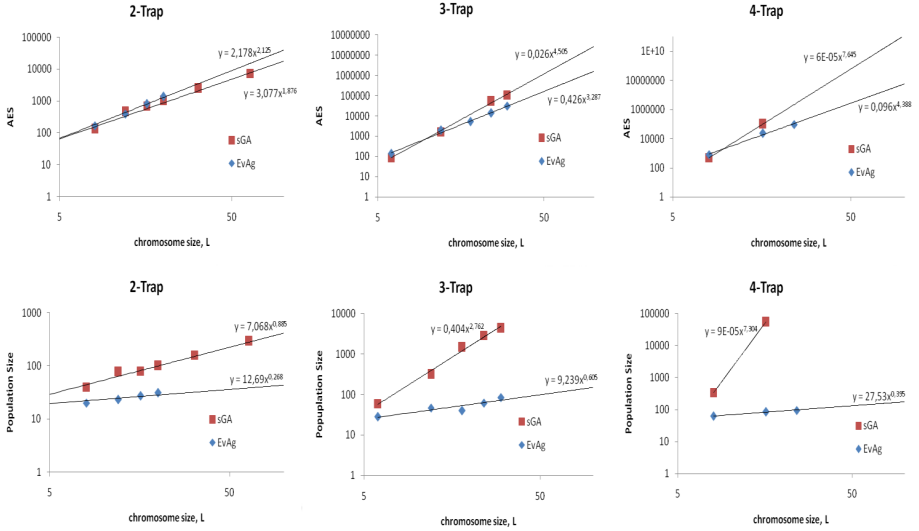 2-Trap
AES
100000
10000
1000
100
10
1
y = 2,178x^2,125
y = 3,077x^1,876
sGA
EvAg
5
50
chromosome size, L
3-Trap
AES
100000000
10000000
1000000
100000
10000
1000
100
10
1
y = 0,026x^4,505
y = 0,426x^3,287
sGA
EvAg
5
50
chromosome size, L
4-Trap
AES
1E+10
100000000
1000000
10000
100
1
y = 6E-05x^7,645
y = 0,096x^4,388
sGA
EvAg
5
50
chromosome size, L
2-Trap
Population Size
1000
100
10
1
y = 7,068x^0,885
y = 12,69x^0,268
sGA
EvAg
5
50
chromosome size, L
3-Trap
Pouplation Size
10000
1000
100
10
1
y = 0,404x^2,762
y = 9,239x^0,605
sGA
EvAg
5
50
chromosome size, L
4-Trap
Population Size
100000
10000
1000
100
10
1
y = 9E-05x^7,304
y = 27,53x^0,395
sGA
EvAg
5
50
chromosome size, L